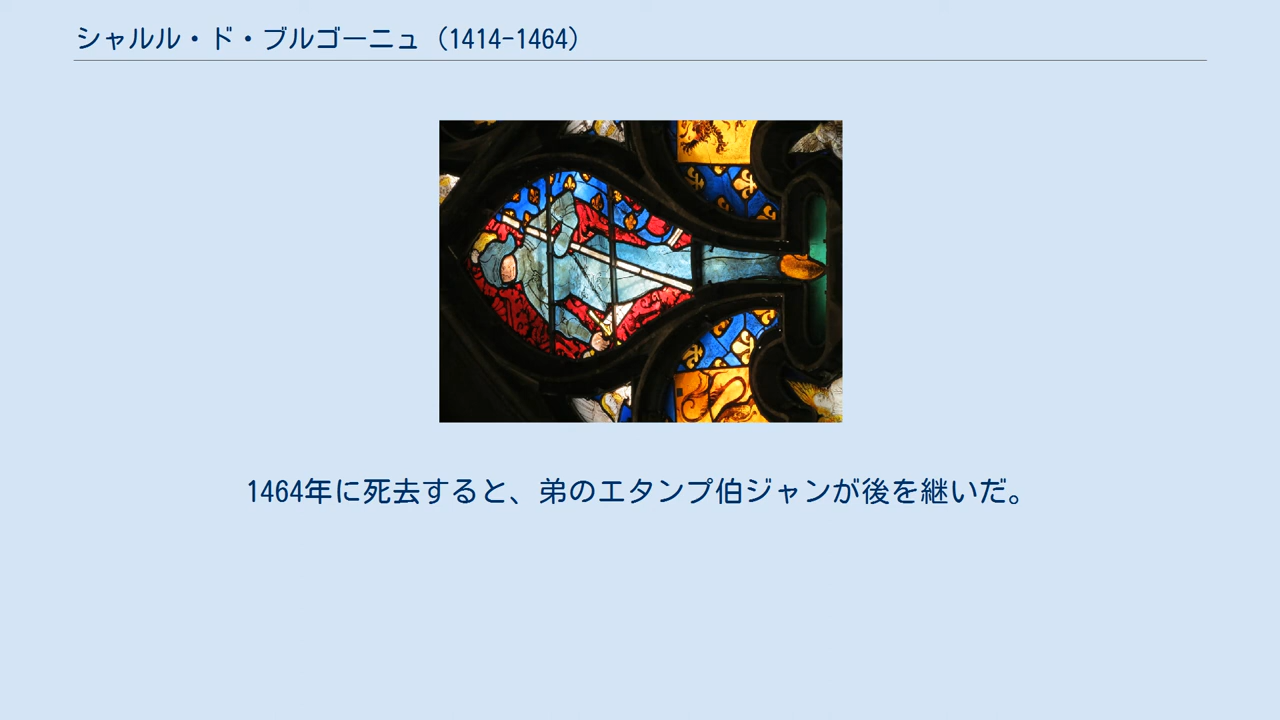 シャルル・ド・ブルゴーニュ（1414-1464）
1464年に死去すると、弟のエタンプ伯ジャンが後を継いだ。